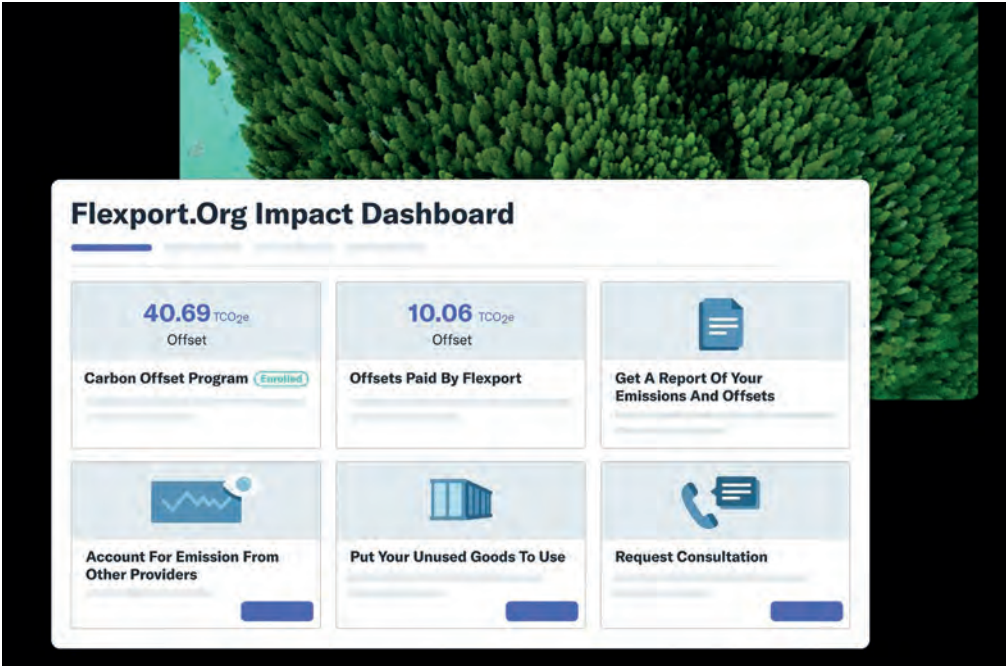 Flexport.Org Impact Dashboard
40.69 TCO2e
Offset
Carbon Offset Program Enrolled
10.06 TCO2e
Offset
Offsets Paid By Flexport
Get A Report Of Your
Emissions And Offsets
Account For Emission From
Other Providers
Put Your Unused Goods To Use
Request Consultation